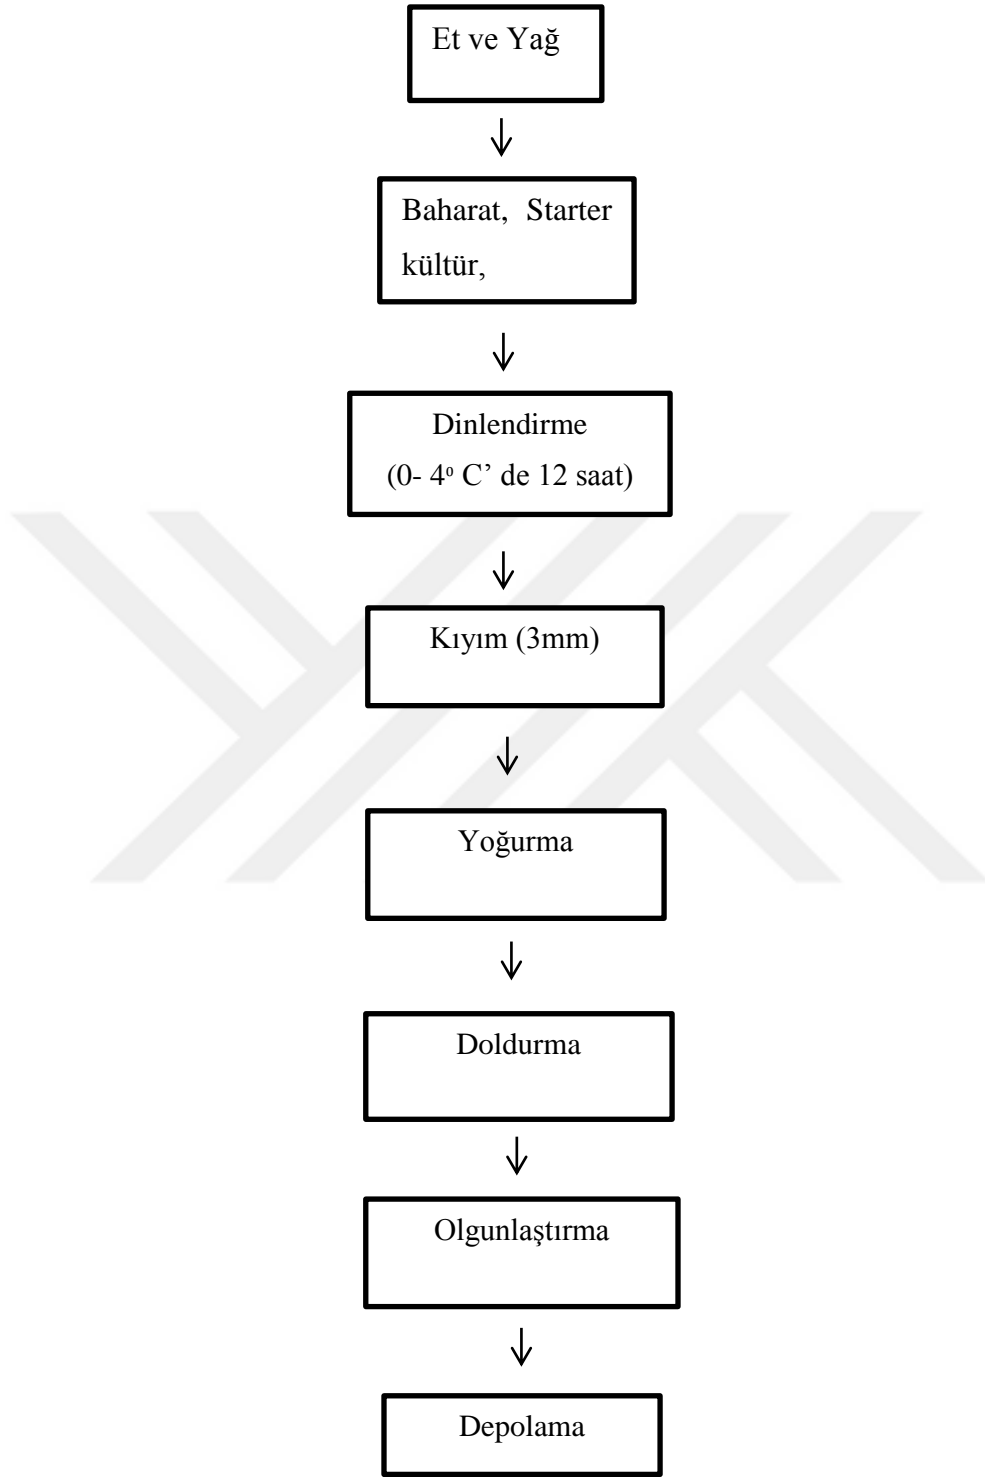 Et ve Yağ
Baharat, Starter
kültür,
Dinlendirme
(0- 4º C’ de 12 saat)
Kıyım (3mm)
Yoğurma
Doldurma
Olgunlaştırma
Depolama